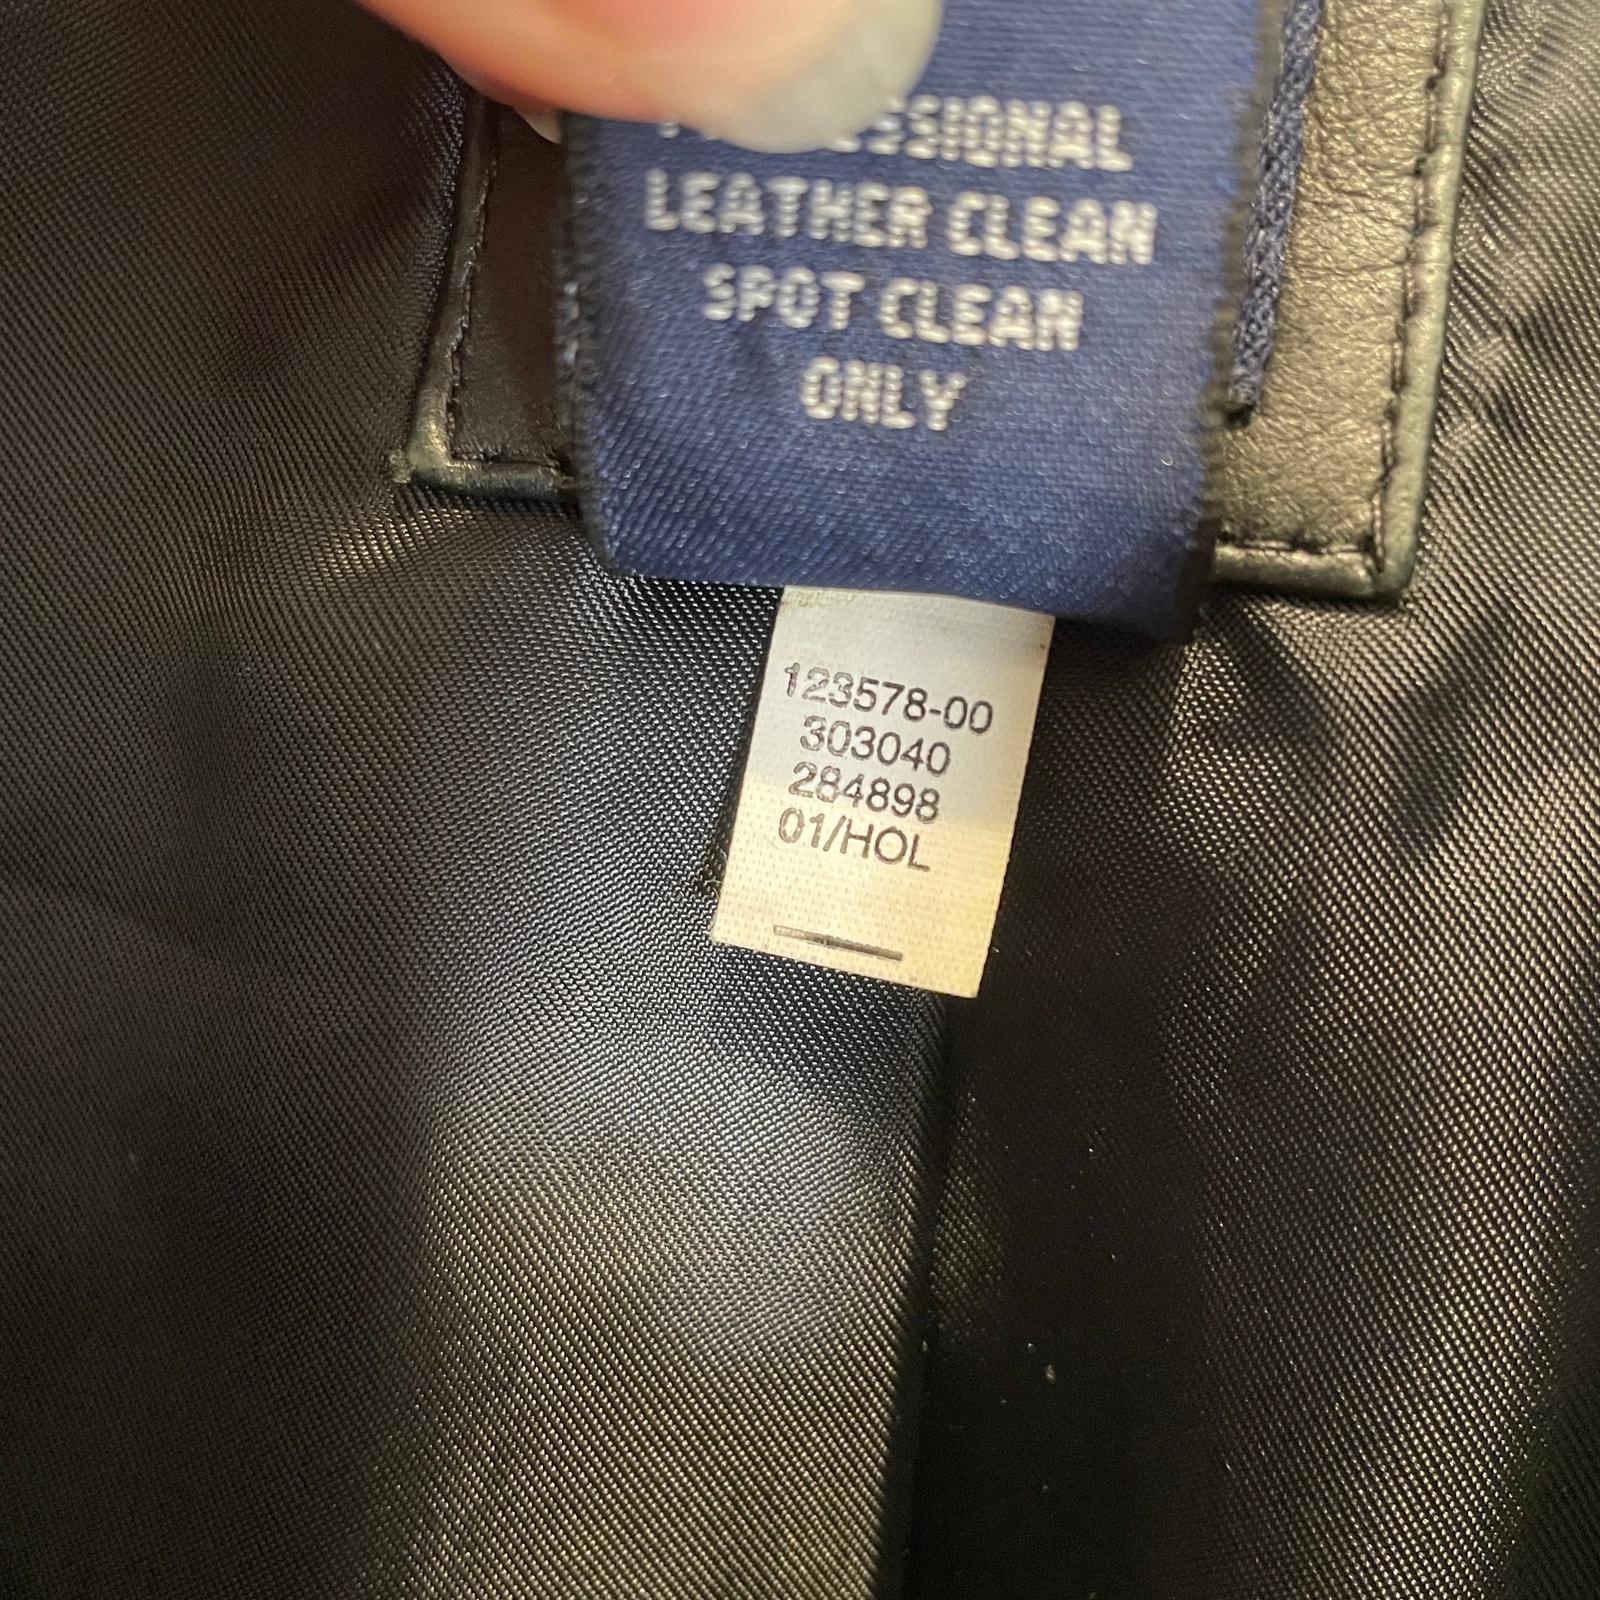 LEATHER CLEAN
SPOT CLEAN
ONLY
123578-00
303040
284898
01/HOL